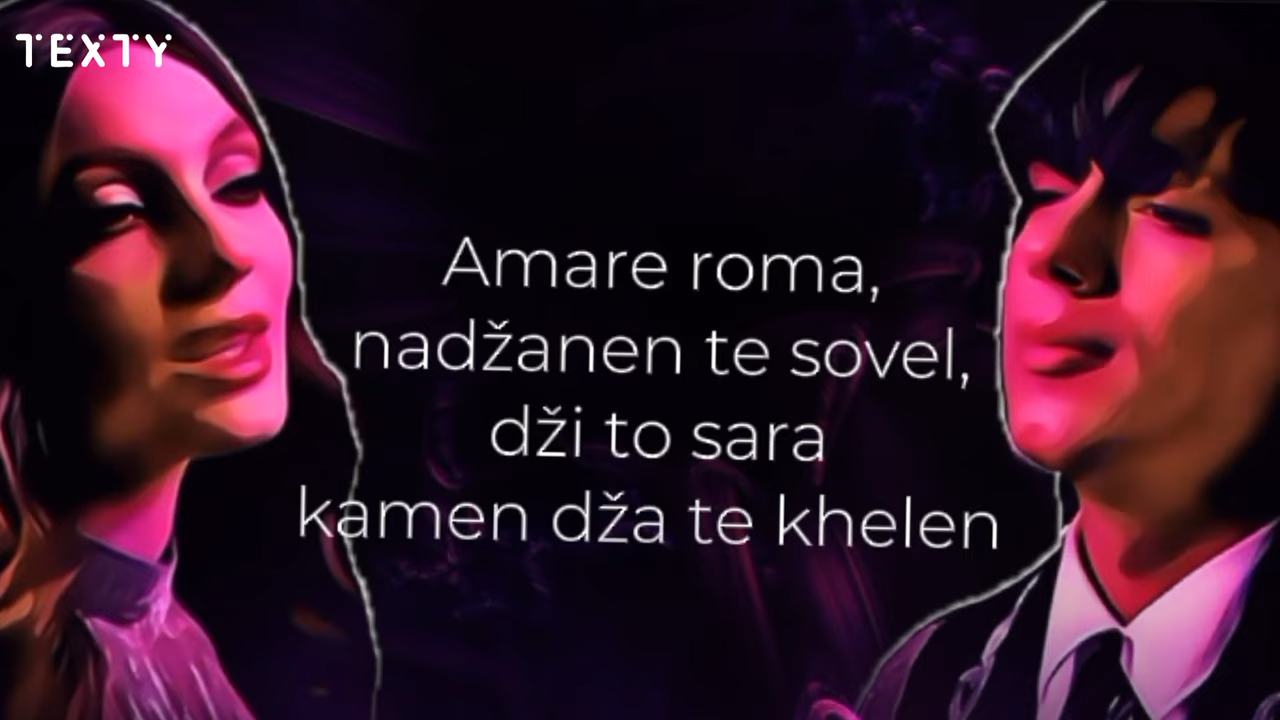 TEXTY
Amare roma,
nadžanen te sovel,
dži to sara
kamen dža te khelen